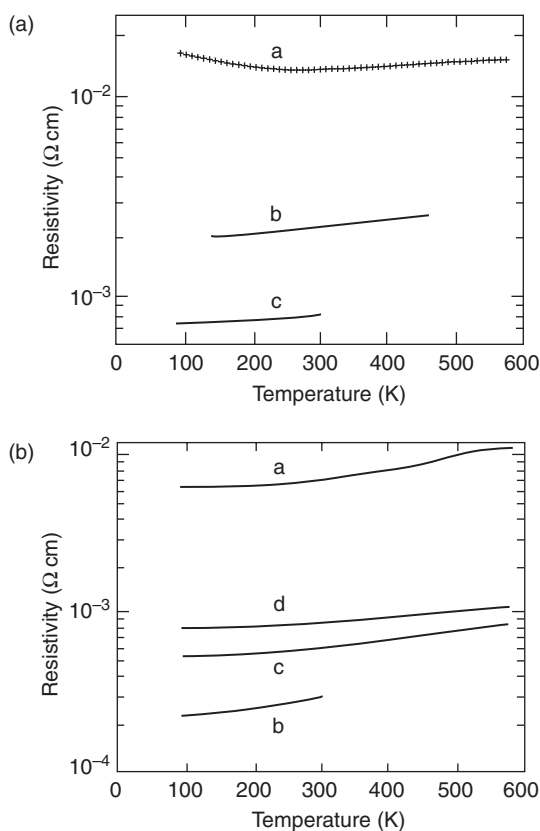 (a)
a
10⁻²
b
10⁻³
c
Resistivity (Ω cm)
0 100 200 300 400 500 600
Temperature (K)
(b)
10⁻²
a
d
10⁻³
c
b
10⁻⁴
Resistivity (Ω cm)
0 100 200 300 400 500 600
Temperature (K)